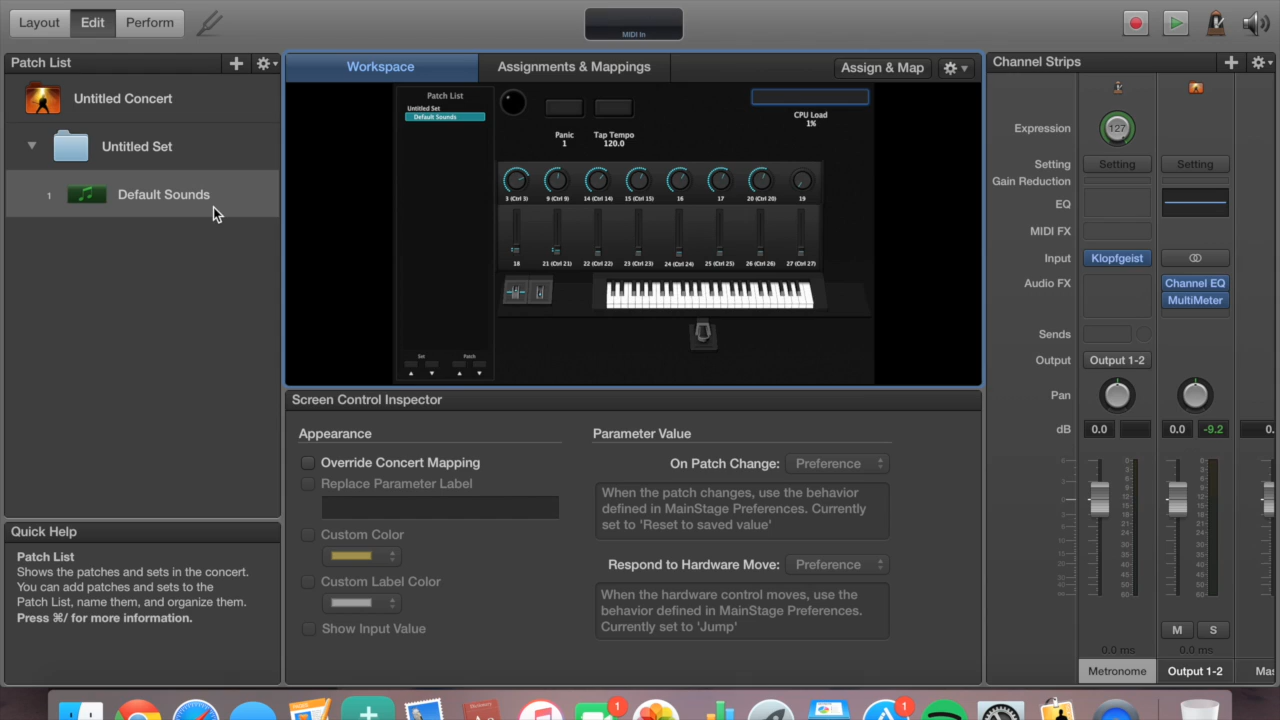 Layout
Edit
Perform
MIDI In
Patch List
Untitled Concert
Untitled Set
1
Default Sounds
Quick Help
Patch List
Shows the patches and sets in the concert.
You can add patches and sets to the
Patch List, name them, and organize them.
Press ⌘/ for more information.
Workspace
Assignments & Mappings
Assign & Map
Patch List
Untitled Set
Default Sounds
Panic
1
Tap Tempo
120.0
CPU Load
1%
3 (Ctrl 3) 9 (Ctrl 9) 14 (Ctrl 14) 15 (Ctrl 15) 16 17 20 (Ctrl 20) 19
18 21 (Ctrl 21) 22 (Ctrl 22) 23 (Ctrl 23) 24 (Ctrl 24) 25 (Ctrl 25) 26 (Ctrl 26) 27 (Ctrl 27)
Set
Patch
Screen Control Inspector
Appearance
Override Concert Mapping
Replace Parameter Label
Custom Color
Custom Label Color
Show Input Value
Parameter Value
On Patch Change: Preference
When the patch changes, use the behavior
defined in MainStage Preferences. Currently
set to 'Reset to saved value'
Respond to Hardware Move: Preference
When the hardware control moves, use the
behavior defined in MainStage Preferences.
Currently set to 'Jump'
Channel Strips
Expression 127
Setting Setting Setting
Gain Reduction
EQ
MIDI FX
Input Klopfgeist
Audio FX Channel EQ
MultiMeter
Sends
Output Output 1-2
Pan
dB 0.0 0.0 -9.2 0.
M S
0.0 ms 0.0 ms
Metronome Output 1-2 Mas
1
1